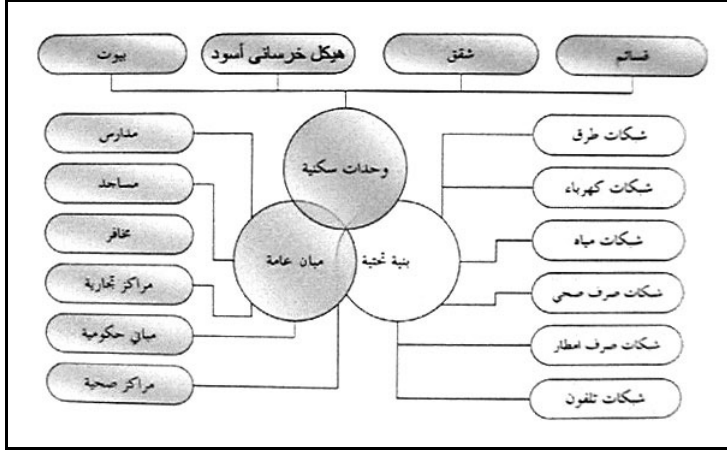 قسائم
شقق
هيكل خرساني أسود
بيوت
وحدات سكنية
بنية تحتية
مبان عامة
شبكات طرق
شبكات كهرباء
شبكات مياه
شبكات صرف صحي
شبكات صرف امطار
شبكات تلفون
مدارس
مساجد
مخافر
مراكز تجارية
مباني حكومية
مراكز صحية